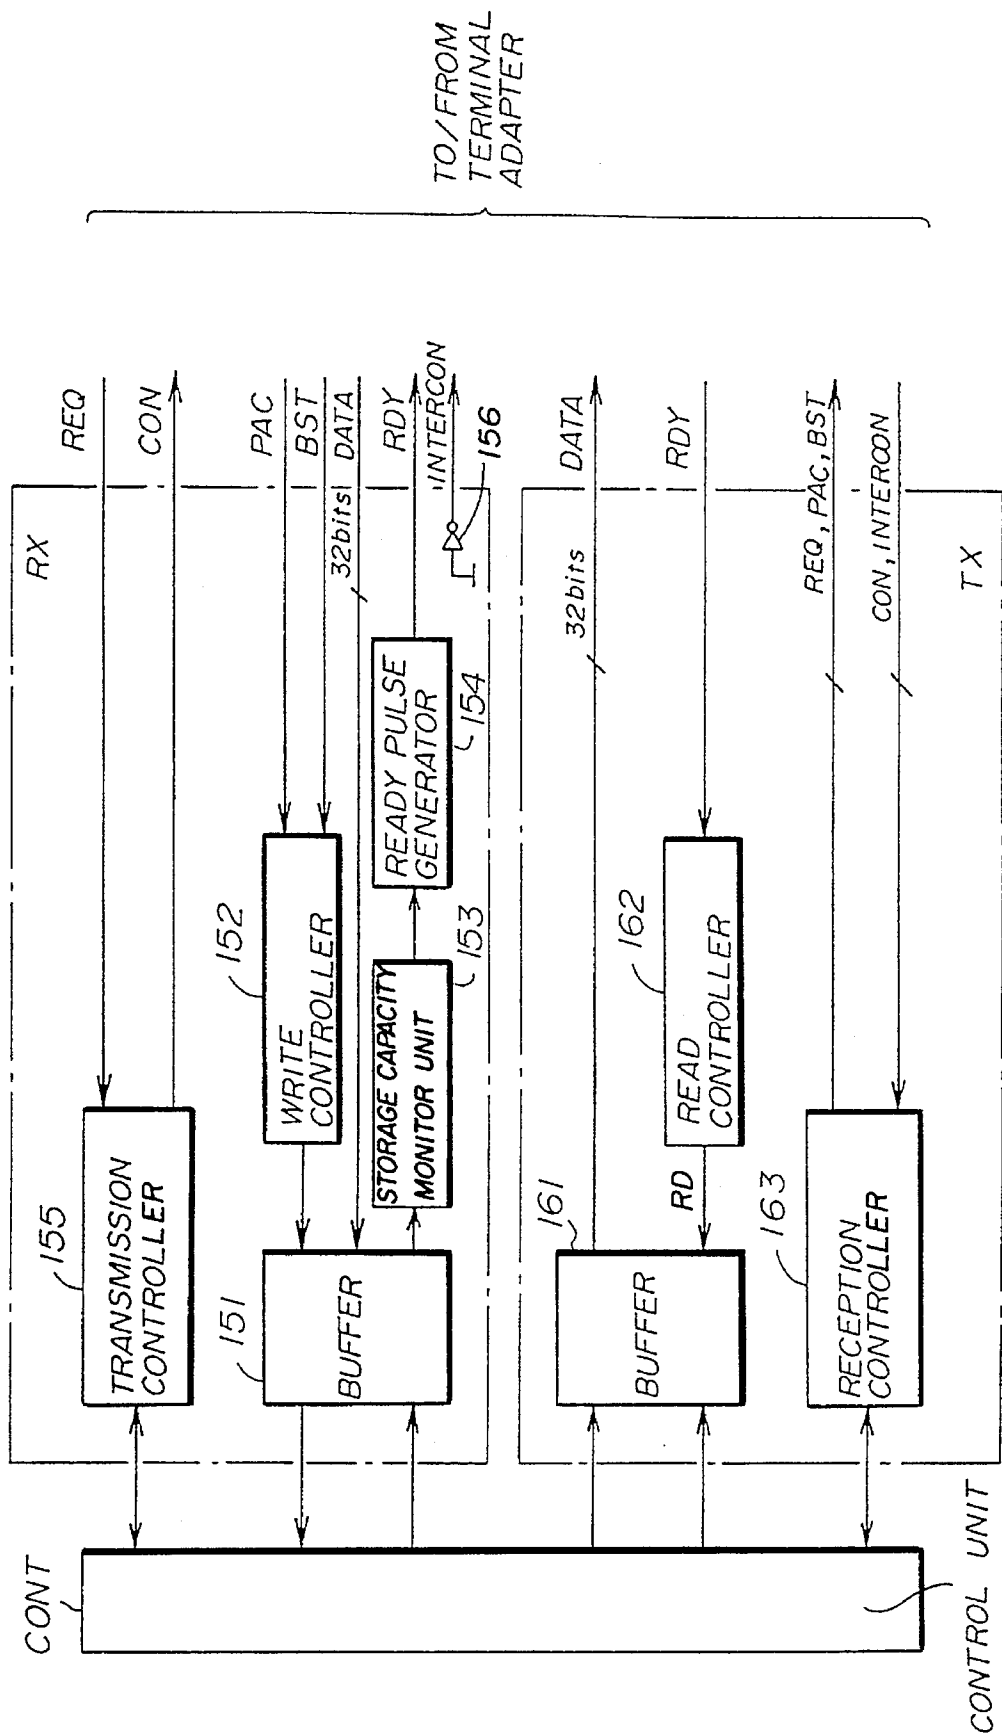 TO/FROM
TERMINAL
ADAPTER
REQ
CON
PAC
BST
DATA
RDY
INTERCON
RX
32bits
156
155
TRANSMISSION
CONTROLLER
152
WRITE
CONTROLLER
READY PULSE
GENERATOR
154
STORAGE CAPACITY
MONITOR UNIT
153
151
BUFFER
DATA
RDY
REQ, PAC, BST
CON, INTERCON
TX
32bits
162
READ
CONTROLLER
RD
161
BUFFER
163
RECEPTION
CONTROLLER
CONT
CONTROL UNIT